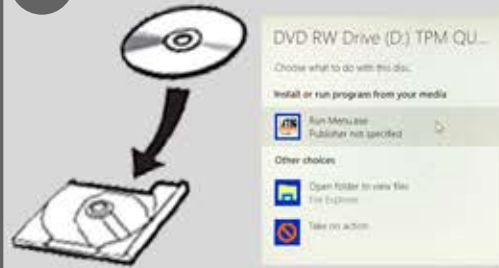 DVD RW Drive (D:) TPM QU...
Choose what to do with this disc.
Install or run program from your media
Run Menu.exe
Publisher not specified
Other choices
Open folder to view files
File Explorer
Take no action